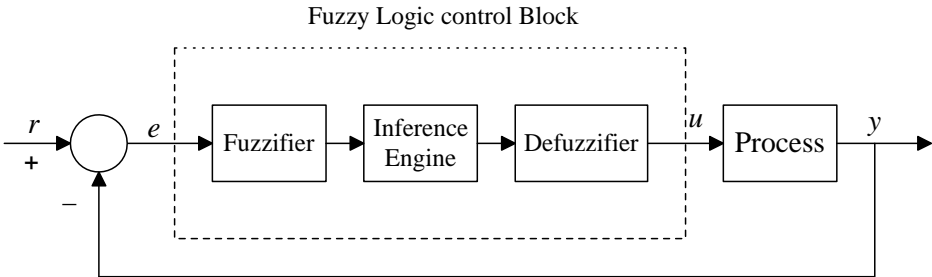 Fuzzy Logic control Block
r
+
−
e
Fuzzifier
Inference
Engine
Defuzzifier
u
Process
y